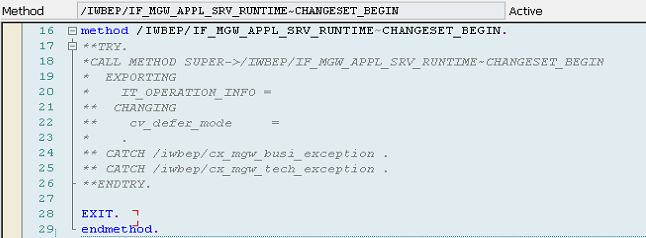 Method /IWBEP/IF_MGW_APPL_SRV_RUNTIME~CHANGESET_BEGIN Active
16 method /IWBEP/IF_MGW_APPL_SRV_RUNTIME~CHANGESET_BEGIN.
17 **TRY.
18 *CALL METHOD SUPER->/IWBEP/IF_MGW_APPL_SRV_RUNTIME~CHANGESET_BEGIN
19 *  EXPORTING
20 *    IT_OPERATION_INFO =
21 **  CHANGING
22 **    cv_defer_mode     =
23 *    .
24 ** CATCH /iwbep/cx_mgw_busi_exception .
25 ** CATCH /iwbep/cx_mgw_tech_exception .
26 **ENDTRY.
27
28 EXIT.
29 endmethod.